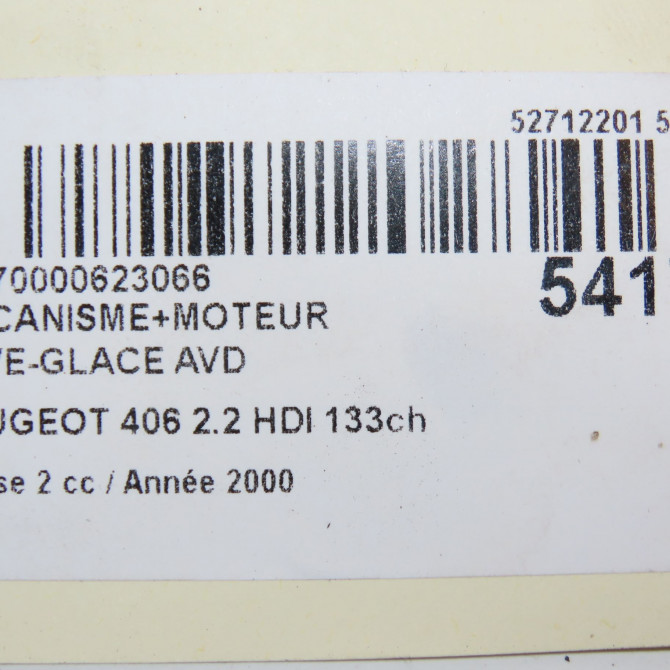 52712201 5
70000623066
541
CANISME+MOTEUR
VE-GLACE AVD
UGEOT 406 2.2 HDI 133ch
se 2 cc / Année 2000